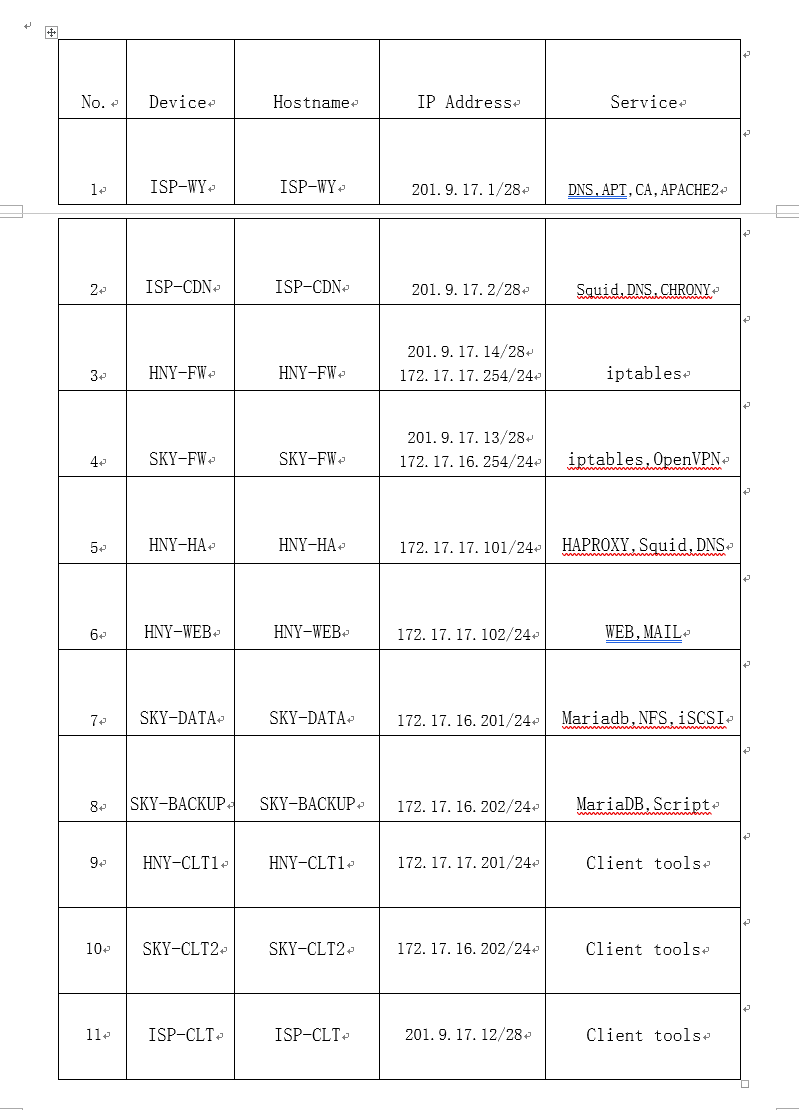 No. Device Hostname IP Address Service
1 ISP-WY ISP-WY 201.9.17.1/28 DNS,APT,CA,APACHE2
2 ISP-CDN ISP-CDN 201.9.17.2/28 Squid,DNS,CHRONY
201.9.17.14/28
3 HNY-FW HNY-FW 172.17.17.254/24 iptables
201.9.17.13/28
4 SKY-FW SKY-FW 172.17.16.254/24 iptables,OpenVPN
5 HNY-HA HNY-HA 172.17.17.101/24 HAPROXY,Squid,DNS
6 HNY-WEB HNY-WEB 172.17.17.102/24 WEB,MAIL
7 SKY-DATA SKY-DATA 172.17.16.201/24 Mariadb,NFS,iSCSI
8 SKY-BACKUP SKY-BACKUP 172.17.16.202/24 MariaDB,Script
9 HNY-CLT1 HNY-CLT1 172.17.17.201/24 Client tools
10 SKY-CLT2 SKY-CLT2 172.17.16.202/24 Client tools
11 ISP-CLT ISP-CLT 201.9.17.12/28 Client tools